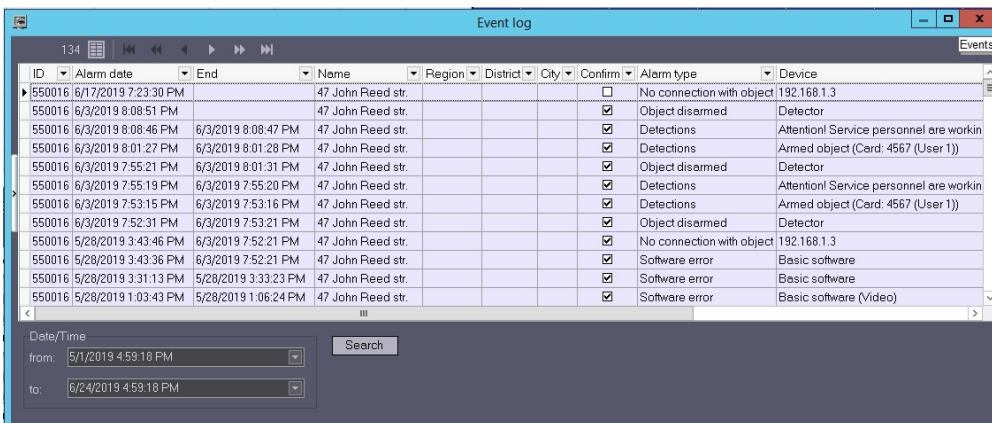 Event log
134
Events
ID Alarm date End Name Region District City Confirm Alarm type Device
550016 6/17/2019 7:23:30 PM 47 John Reed str. No connection with object 192.168.1.3
550016 6/3/2019 8:08:51 PM 47 John Reed str. Object disarmed Detector
550016 6/3/2019 8:08:46 PM 6/3/2019 8:08:47 PM 47 John Reed str. Detections Attention! Service personnel are workin
550016 6/3/2019 8:01:27 PM 6/3/2019 8:01:28 PM 47 John Reed str. Detections Armed object (Card: 4567 (User 1))
550016 6/3/2019 7:55:21 PM 6/3/2019 8:01:31 PM 47 John Reed str. Object disarmed Detector
550016 6/3/2019 7:55:19 PM 6/3/2019 7:55:20 PM 47 John Reed str. Detections Attention! Service personnel are workin
550016 6/3/2019 7:53:15 PM 6/3/2019 7:53:16 PM 47 John Reed str. Detections Armed object (Card: 4567 (User 1))
550016 6/3/2019 7:52:31 PM 6/3/2019 7:53:21 PM 47 John Reed str. Object disarmed Detector
550016 5/28/2019 3:43:46 PM 6/3/2019 7:52:21 PM 47 John Reed str. No connection with object 192.168.1.3
550016 5/28/2019 3:43:36 PM 6/3/2019 7:52:21 PM 47 John Reed str. Software error Basic software
550016 5/28/2019 3:31:13 PM 5/28/2019 3:33:23 PM 47 John Reed str. Software error Basic software
550016 5/28/2019 1:03:43 PM 5/28/2019 1:06:24 PM 47 John Reed str. Software error Basic software (Video)
Date/Time
from: 5/1/2019 4:59:18 PM
Search
to: 6/24/2019 4:59:18 PM